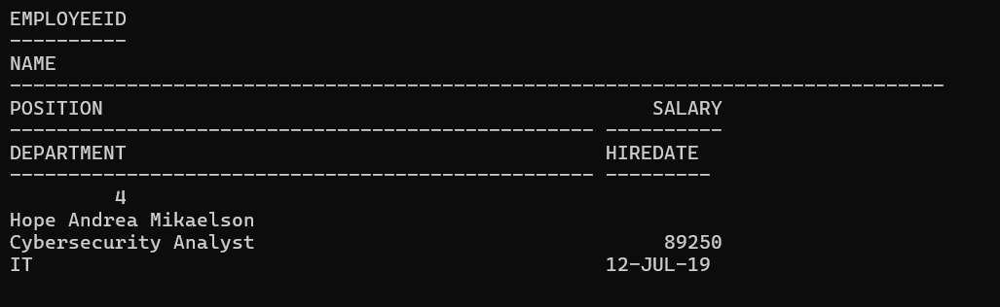 EMPLOYEEID
----------
NAME
--------------------------------------------------------------------------------
POSITION                                               SALARY
-------------------------------------------------- ----------
DEPARTMENT                                         HIREDATE
-------------------------------------------------- ---------
         4
Hope Andrea Mikaelson
Cybersecurity Analyst                                   89250
IT                                                 12-JUL-19